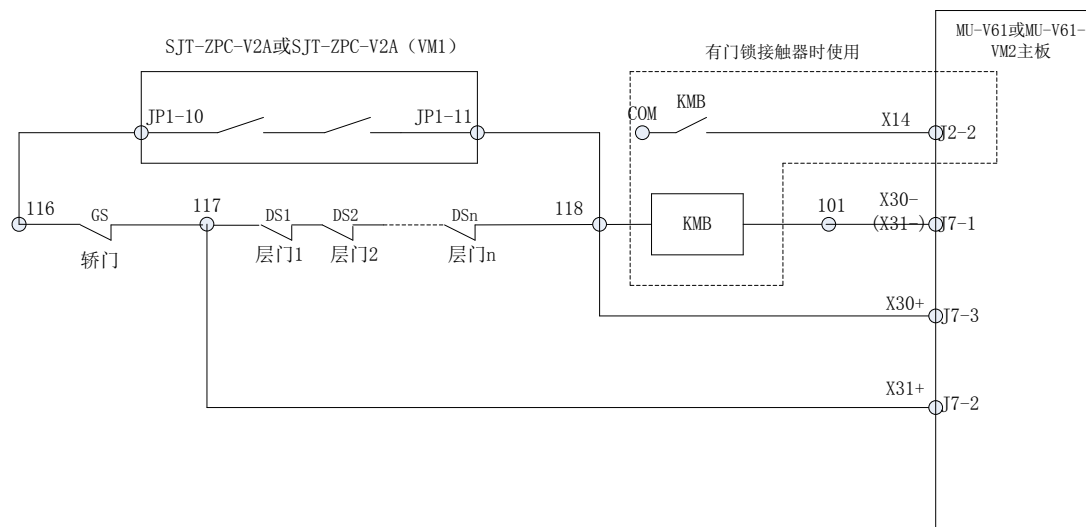 MU-V61或MU-V61-
VM2主板
SJT-ZPC-V2A或SJT-ZPC-V2A（VM1）
有门锁接触器时使用
JP1-10
JP1-11
COM
KMB
X14
J2-2
116
GS
轿门
117
DS1
层门1
DS2
层门2
DSn
层门n
118
KMB
101
X30-
(X31-)
J7-1
X30+
J7-3
X31+
J7-2